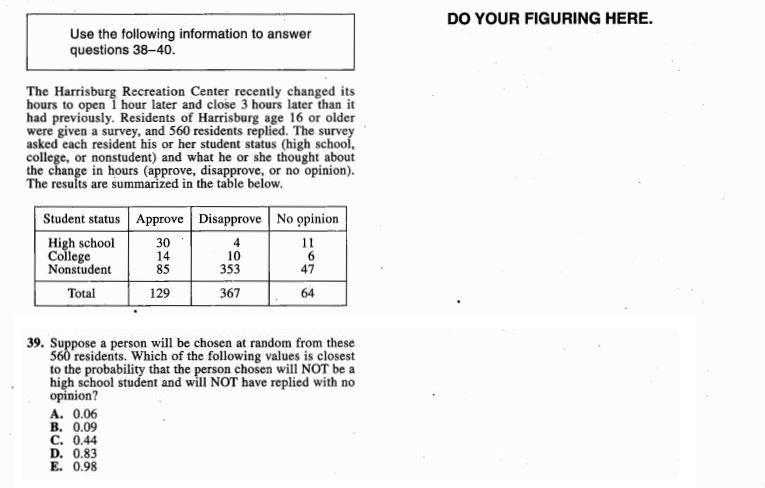 DO YOUR FIGURING HERE.
Use the following information to answer
questions 38–40.
The Harrisburg Recreation Center recently changed its
hours to open 1 hour later and close 3 hours later than it
had previously. Residents of Harrisburg age 16 or older
were given a survey, and 560 residents replied. The survey
asked each resident his or her student status (high school,
college, or nonstudent) and what he or she thought about
the change in hours (approve, disapprove, or no opinion).
The results are summarized in the table below.
Student status Approve Disapprove No opinion
High school 30 4 11
College 14 10 6
Nonstudent 85 353 47
Total 129 367 64
39. Suppose a person will be chosen at random from these
560 residents. Which of the following values is closest
to the probability that the person chosen will NOT be a
high school student and will NOT have replied with no
opinion?
A. 0.06
B. 0.09
C. 0.44
D. 0.83
E. 0.98